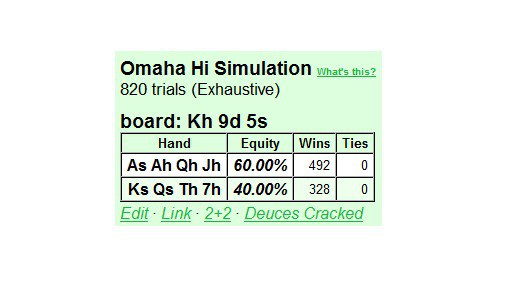 Omaha Hi Simulation What's this?
820 trials (Exhaustive)
board: Kh 9d 5s
Hand Equity Wins Ties
As Ah Qh Jh 60.00% 492 0
Ks Qs Th 7h 40.00% 328 0
Edit · Link · 2+2 · Deuces Cracked